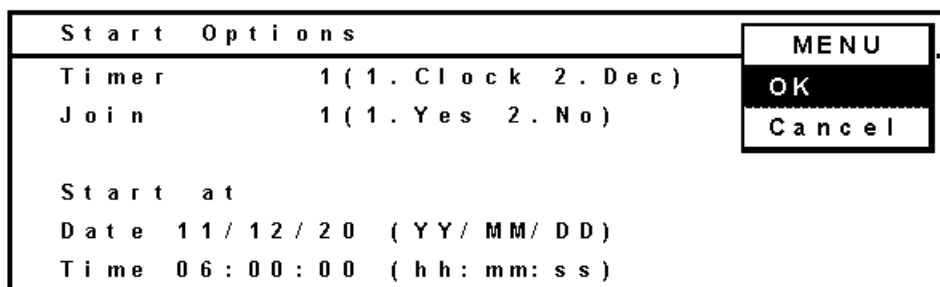 Start Options
MENU
Timer 1(1.Clock 2.Dec)
OK
Join 1(1.Yes 2.No)
Cancel
Start at
Date 11/12/20 (YY/MM/DD)
Time 06:00:00 (hh:mm:ss)